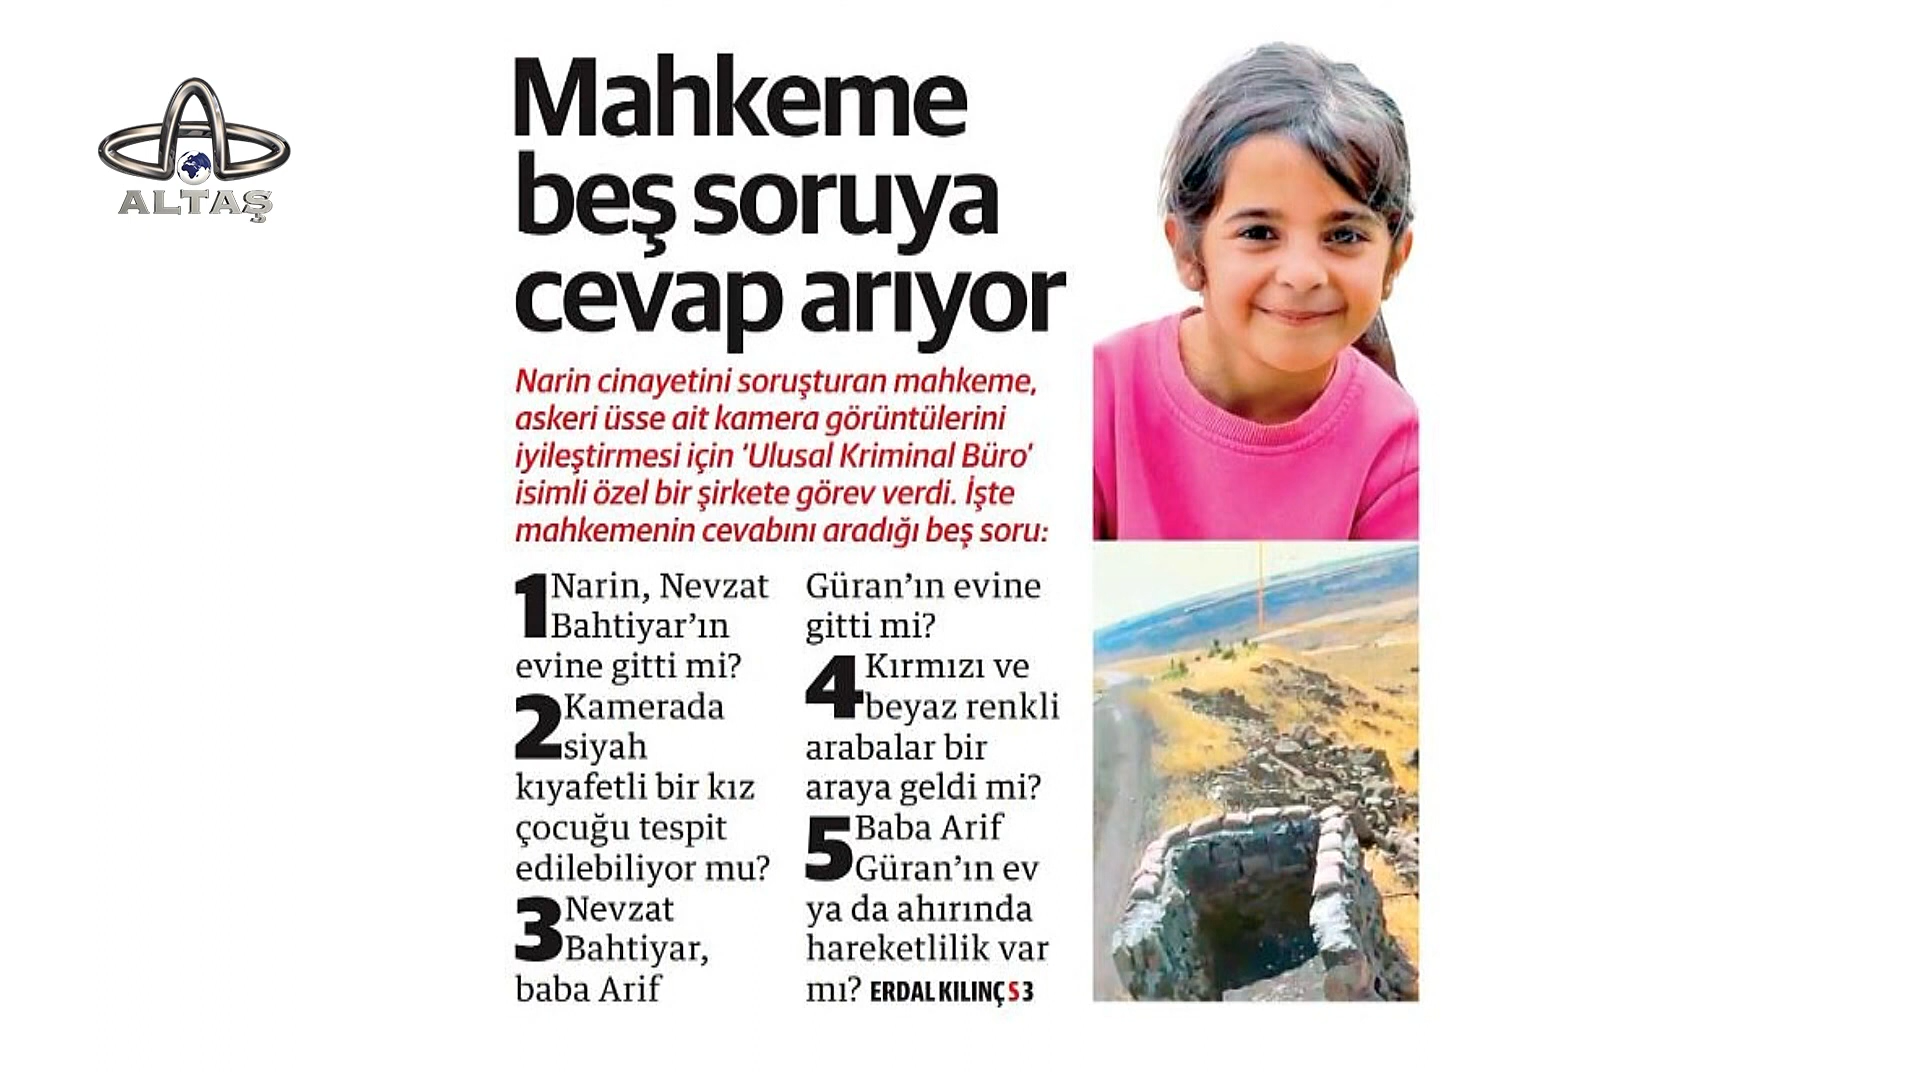 ALTAŞ
Mahkeme
beş soruya
cevap arıyor
Narin cinayetini soruşturan mahkeme,
askeri üsse ait kamera görüntülerini
iyileştirmesi için 'Ulusal Kriminal Büro'
isimli özel bir şirkete görev verdi. İşte
mahkemenin cevabını aradığı beş soru:
1 Narin, Nevzat
Bahtiyar’ın
evine gitti mi?
2 Kamerada
siyah
kıyafetli bir kız
çocuğu tespit
edilebiliyor mu?
3 Nevzat
Bahtiyar,
baba Arif
Güran’ın evine
gitti mi?
4 Kırmızı ve
beyaz renkli
arabalar bir
araya geldi mi?
5 Baba Arif
Güran’ın ev
ya da ahırında
hareketlilik var
mı? ERDAL KILINÇ S3